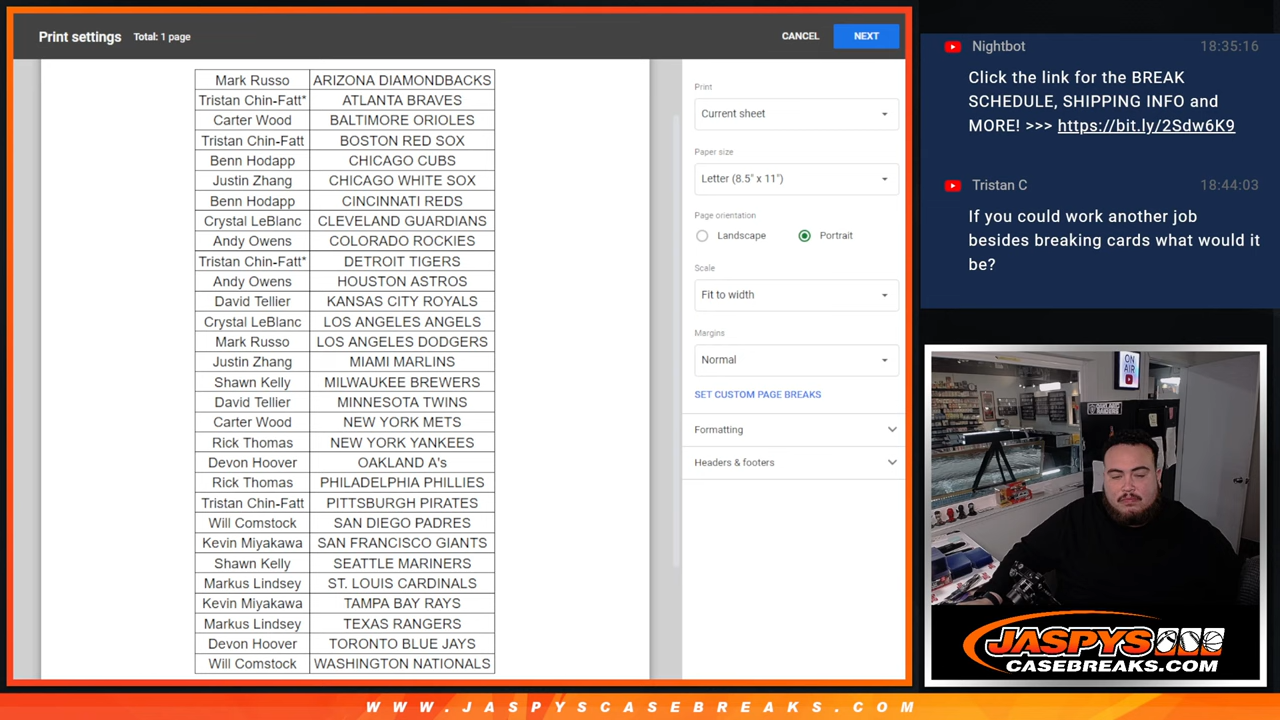 Print settings Total: 1 page CANCEL NEXT
Mark Russo ARIZONA DIAMONDBACKS
Tristan Chin-Fatt* ATLANTA BRAVES
Carter Wood BALTIMORE ORIOLES
Tristan Chin-Fatt BOSTON RED SOX
Benn Hodapp CHICAGO CUBS
Justin Zhang CHICAGO WHITE SOX
Benn Hodapp CINCINNATI REDS
Crystal LeBlanc CLEVELAND GUARDIANS
Andy Owens COLORADO ROCKIES
Tristan Chin-Fatt* DETROIT TIGERS
Andy Owens HOUSTON ASTROS
David Tellier KANSAS CITY ROYALS
Crystal LeBlanc LOS ANGELES ANGELS
Mark Russo LOS ANGELES DODGERS
Justin Zhang MIAMI MARLINS
Shawn Kelly MILWAUKEE BREWERS
David Tellier MINNESOTA TWINS
Carter Wood NEW YORK METS
Rick Thomas NEW YORK YANKEES
Devon Hoover OAKLAND A's
Rick Thomas PHILADELPHIA PHILLIES
Tristan Chin-Fatt PITTSBURGH PIRATES
Will Comstock SAN DIEGO PADRES
Kevin Miyakawa SAN FRANCISCO GIANTS
Shawn Kelly SEATTLE MARINERS
Markus Lindsey ST. LOUIS CARDINALS
Kevin Miyakawa TAMPA BAY RAYS
Markus Lindsey TEXAS RANGERS
Devon Hoover TORONTO BLUE JAYS
Will Comstock WASHINGTON NATIONALS
Print
Current sheet
Paper size
Letter (8.5" x 11")
Page orientation
Landscape Portrait
Scale
Fit to width
Margins
Normal
SET CUSTOM PAGE BREAKS
Formatting
Headers & footers
Nightbot 18:35:16
Click the link for the BREAK
SCHEDULE, SHIPPING INFO and
MORE! >>> https://bit.ly/2Sdw6K9
Tristan C 18:44:03
If you could work another job
besides breaking cards what would it
be?
ON
AIR
JASPYS
CASEBREAKS.COM
WWW.JASPYSCASEBREAKS.COM